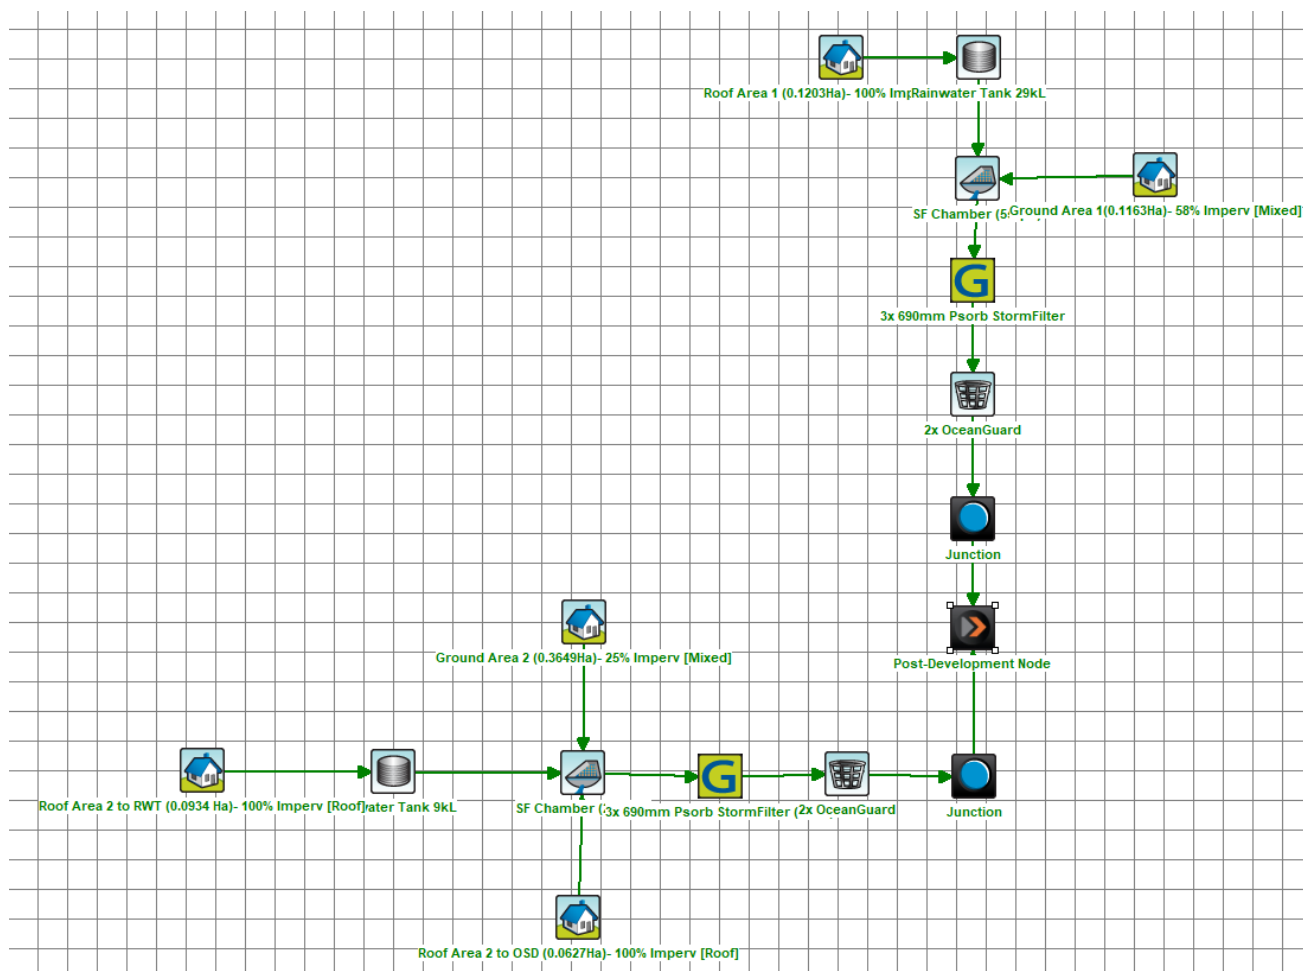 Roof Area 1 (0.1203Ha)- 100% Imp
Rainwater Tank 29kL
SF Chamber
Ground Area 1(0.1163Ha)- 58% Imperv [Mixed]
G
3x 690mm Psorb StormFilter
2x OceanGuard
Junction
Post-Development Node
Ground Area 2 (0.3649Ha)- 25% Imperv [Mixed]
Roof Area 2 to RWT (0.0934 Ha)- 100% Imperv [Roof]
Tank 9kL
SF Chamber
G
3x 690mm Psorb StormFilter (
2x OceanGuard
Junction
Roof Area 2 to OSD (0.0627Ha)- 100% Imperv [Roof]